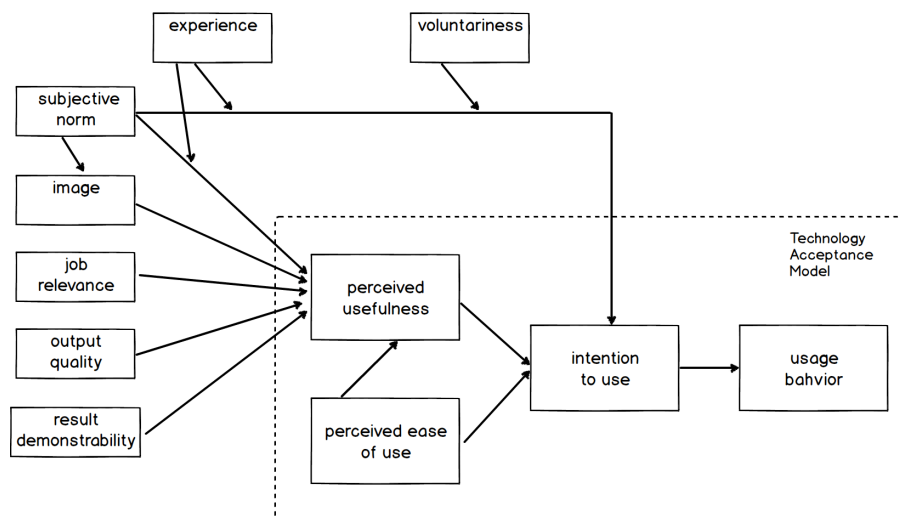 experience
voluntariness
subjective
norm
image
job
relevance
output
quality
result
demonstrability
Technology
Acceptance
Model
perceived
usefulness
perceived ease
of use
intention
to use
usage
bahvior